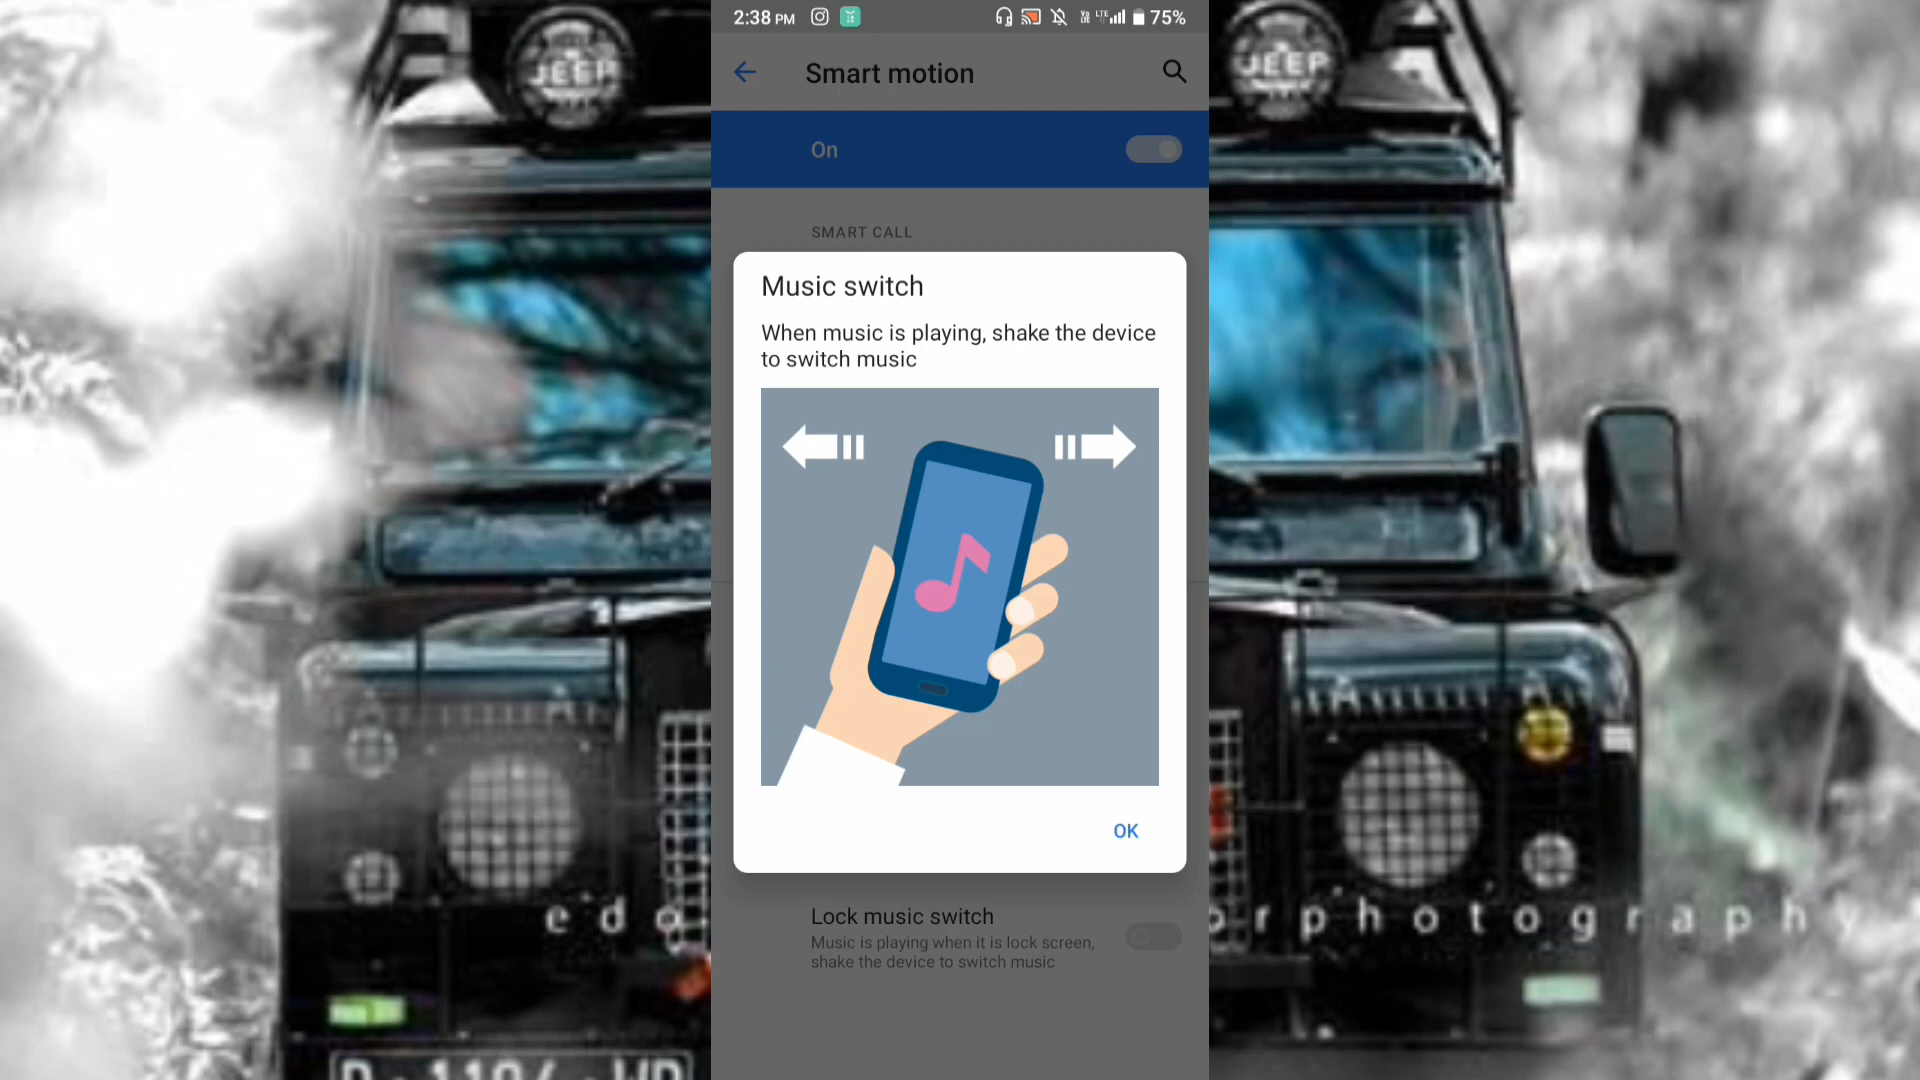 2:38 PM
75%
Smart motion
On
SMART CALL
Music switch
When music is playing, shake the device
to switch music
OK
Lock music switch
Music is playing when it is lock screen,
shake the device to switch music
JEEP
JEEP
edo
orphotography